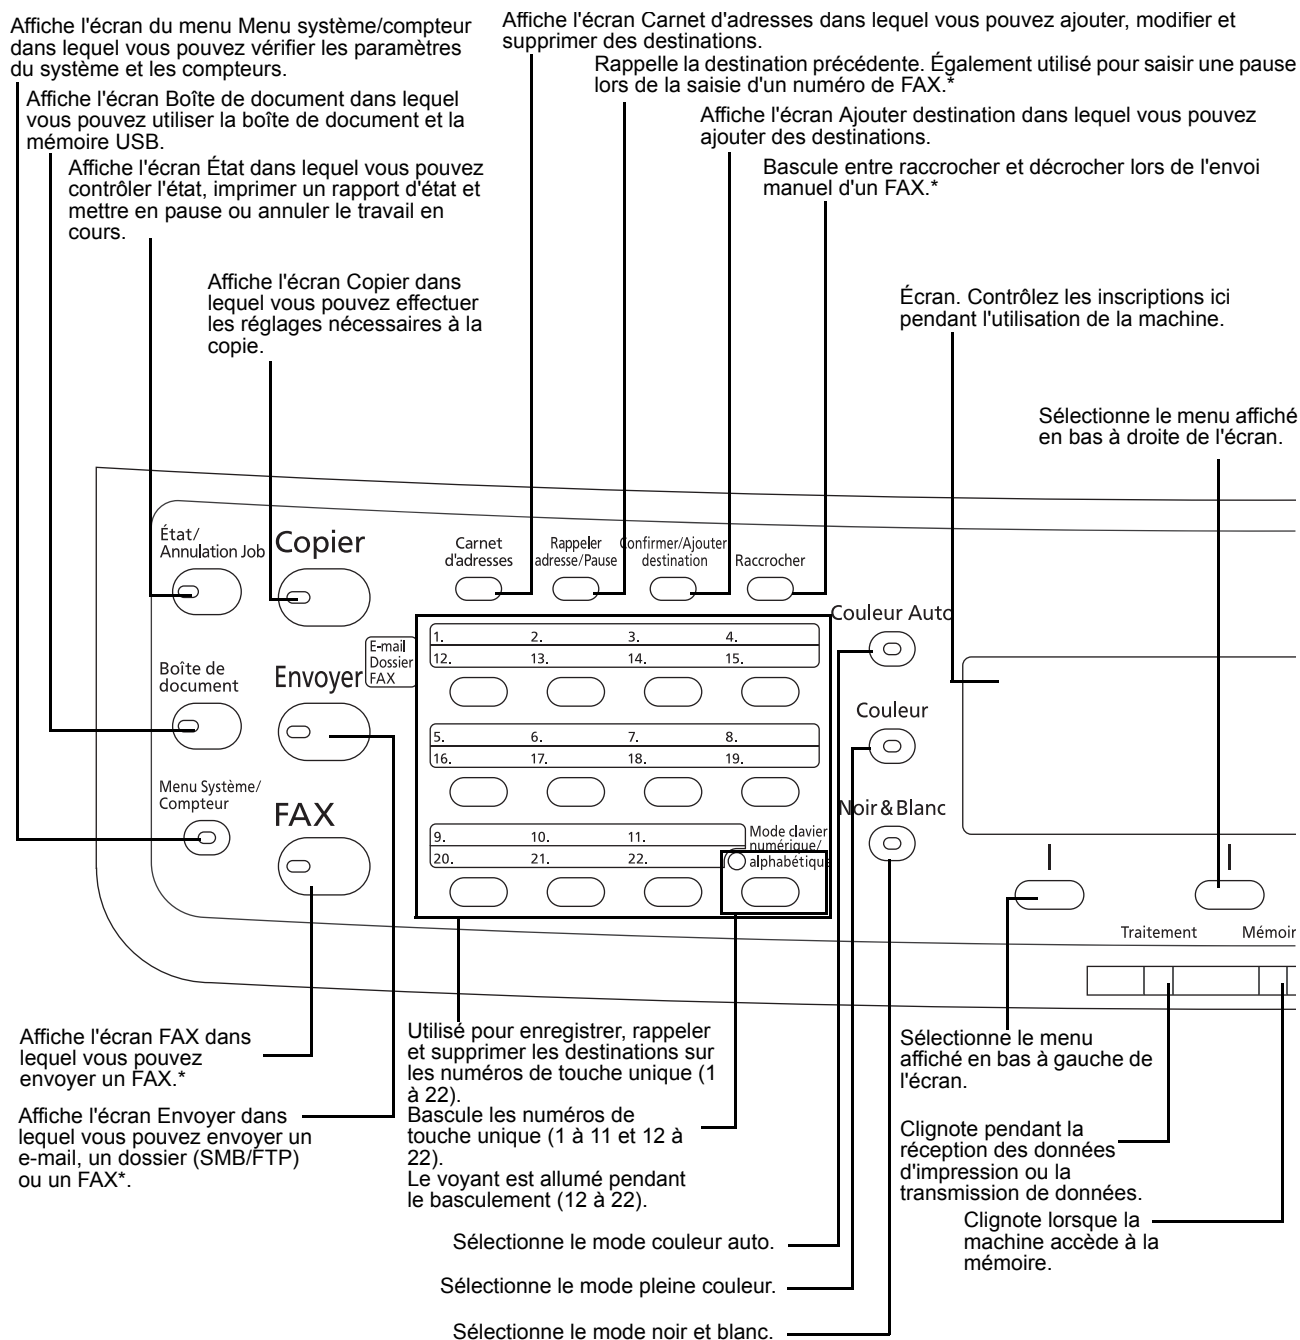 Affiche l'écran du menu Menu système/compteur
dans lequel vous pouvez vérifier les paramètres
du système et les compteurs.
Affiche l'écran Carnet d'adresses dans lequel vous pouvez ajouter, modifier et
supprimer des destinations.
Rappelle la destination précédente. Également utilisé pour saisir une pause
lors de la saisie d'un numéro de FAX.*
Affiche l'écran Boîte de document dans lequel
vous pouvez utiliser la boîte de document et la
mémoire USB.
Affiche l'écran Ajouter destination dans lequel vous pouvez
ajouter des destinations.
Affiche l'écran État dans lequel vous pouvez
contrôler l'état, imprimer un rapport d'état et
mettre en pause ou annuler le travail en
cours.
Bascule entre raccrocher et décrocher lors de l'envoi
manuel d'un FAX.*
Affiche l'écran Copier dans
lequel vous pouvez effectuer
les réglages nécessaires à la
copie.
Écran. Contrôlez les inscriptions ici
pendant l'utilisation de la machine.
Sélectionne le menu affiché
en bas à droite de l'écran.
État/
Annulation Job
Copier
Carnet
d'adresses
Rappeler
adresse/Pause
Confirmer/Ajouter
destination
Raccrocher
Couleur Auto
1. 2. 3. 4.
12. 13. 14. 15.
E-mail
Dossier
FAX
Boîte de
document
Envoyer
Couleur
5. 6. 7. 8.
16. 17. 18. 19.
Menu Système/
Compteur
FAX
Noir & Blanc
9. 10. 11.
20. 21. 22.
Mode clavier
numérique/
alphabétique
Traitement
Mémoir
Affiche l'écran FAX dans
lequel vous pouvez
envoyer un FAX.*
Affiche l'écran Envoyer dans
lequel vous pouvez envoyer un
e-mail, un dossier (SMB/FTP)
ou un FAX*.
Utilisé pour enregistrer, rappeler
et supprimer les destinations sur
les numéros de touche unique (1
à 22).
Bascule les numéros de
touche unique (1 à 11 et 12 à
22).
Le voyant est allumé pendant
le basculement (12 à 22).
Sélectionne le menu
affiché en bas à gauche de
l'écran.
Clignote pendant la
réception des données
d'impression ou la
transmission de données.
Clignote lorsque la
machine accède à la
mémoire.
Sélectionne le mode couleur auto.
Sélectionne le mode pleine couleur.
Sélectionne le mode noir et blanc.